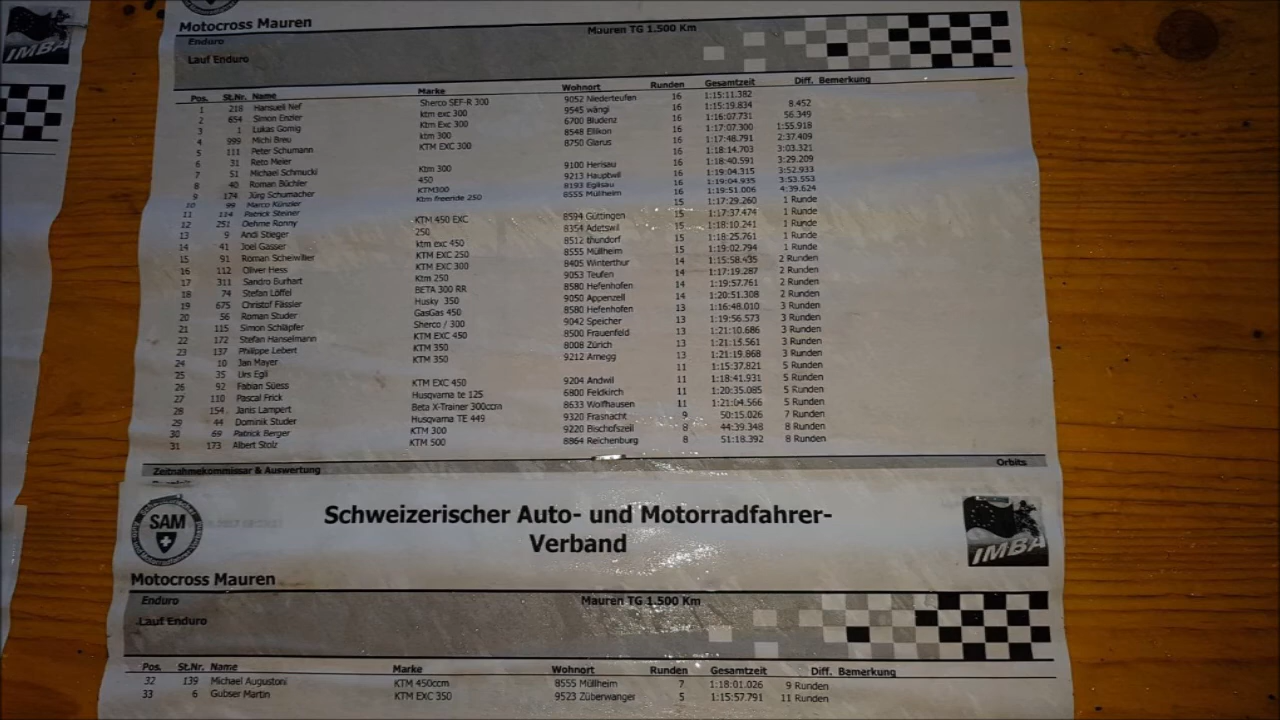 SAM
IMBA
Motocross Mauren
Enduro Mauren TG 1.500 Km
Lauf Enduro
Pos. St.Nr. Name Marke Wohnort Runden Gesamtzeit Diff. Bemerkung
1 218 Hansueli Nef Sherco SEF-R 300 9052 Niederteufen 16 1:15:11.382
2 654 Simon Enzler ktm exc 300 9545 wängi 16 1:15:19.834 8.452
3 1 Lukas Gomig Ktm Exc 300 6700 Bludenz 16 1:16:07.731 56.349
4 999 Michi Breu ktm 300 8548 Ellikon 16 1:17:07.300 1:55.918
5 111 Peter Schumann KTM EXC 300 8750 Glarus 16 1:17:48.791 2:37.409
6 31 Reto Meier 16 1:18:14.703 3:03.321
7 51 Michael Schmucki Ktm 300 9100 Herisau 16 1:18:40.591 3:29.209
8 40 Roman Büchler 450 9213 Hauptwil 16 1:19:04.315 3:52.933
9 174 Jürg Schumacher KTM300 8193 Eglisau 16 1:19:04.935 3:53.553
10 99 Marco Künzler Ktm freeride 250 8555 Müllheim 16 1:19:51.006 4:39.624
11 114 Patrick Steiner 15 1:17:29.260 1 Runde
12 251 Oehme Ronny KTM 450 EXC 8594 Güttingen 15 1:17:37.474 1 Runde
13 9 Andi Stieger 250 8354 Adetswil 15 1:18:10.241 1 Runde
14 41 Joel Gasser ktm exc 450 8512 thundorf 15 1:18:25.761 1 Runde
15 91 Roman Scheiwiller KTM EXC 250 8555 Müllheim 15 1:19:02.794 1 Runde
16 112 Oliver Hess KTM EXC 300 8405 Winterthur 14 1:15:58.435 2 Runden
17 311 Sandro Burhart Ktm 250 9053 Teufen 14 1:17:19.287 2 Runden
18 74 Stefan Löffel BETA 300 RR 8580 Hefenhofen 14 1:19:57.761 2 Runden
19 675 Christof Fässler Husky 350 9050 Appenzell 14 1:20:51.308 2 Runden
20 56 Roman Studer GasGas 450 8580 Hefenhofen 13 1:16:48.010 3 Runden
21 115 Simon Schläpfer Sherco / 300 9042 Speicher 13 1:19:56.573 3 Runden
22 172 Stefan Hanselmann KTM EXC 450 8500 Frauenfeld 13 1:21:10.686 3 Runden
23 137 Philippe Lebert KTM 350 8008 Zürich 13 1:21:15.561 3 Runden
24 10 Jan Mayer KTM 350 9212 Arnegg 13 1:21:19.868 3 Runden
25 35 Urs Egli 11 1:15:37.821 5 Runden
26 92 Fabian Süess KTM EXC 450 9204 Andwil 11 1:18:41.931 5 Runden
27 110 Pascal Frick Husqvarna te 125 6800 Feldkirch 11 1:20:35.085 5 Runden
28 154 Janis Lampert Beta X-Trainer 300ccm 8633 Wolfhausen 11 1:21:04.566 5 Runden
29 44 Dominik Studer Husqvarna TE 449 9320 Frasnacht 9 50:15.026 7 Runden
30 69 Patrick Berger KTM 300 9220 Bischofszell 8 44:39.348 8 Runden
31 173 Albert Stolz KTM 500 8864 Reichenburg 8 51:18.392 8 Runden
Zeitnahmekommissar & Auswertung Orbits
SAM
Schweizerischer Auto- und Motorradfahrer-
Verband
IMBA
Motocross Mauren
Enduro Mauren TG 1.500 Km
Lauf Enduro
Pos. St.Nr. Name Marke Wohnort Runden Gesamtzeit Diff. Bemerkung
32 139 Michael Augustoni KTM 450ccm 8555 Müllheim 7 1:18:01.026 9 Runden
33 6 Gubser Martin KTM EXC 350 9523 Züberwanger 5 1:15:57.791 11 Runden